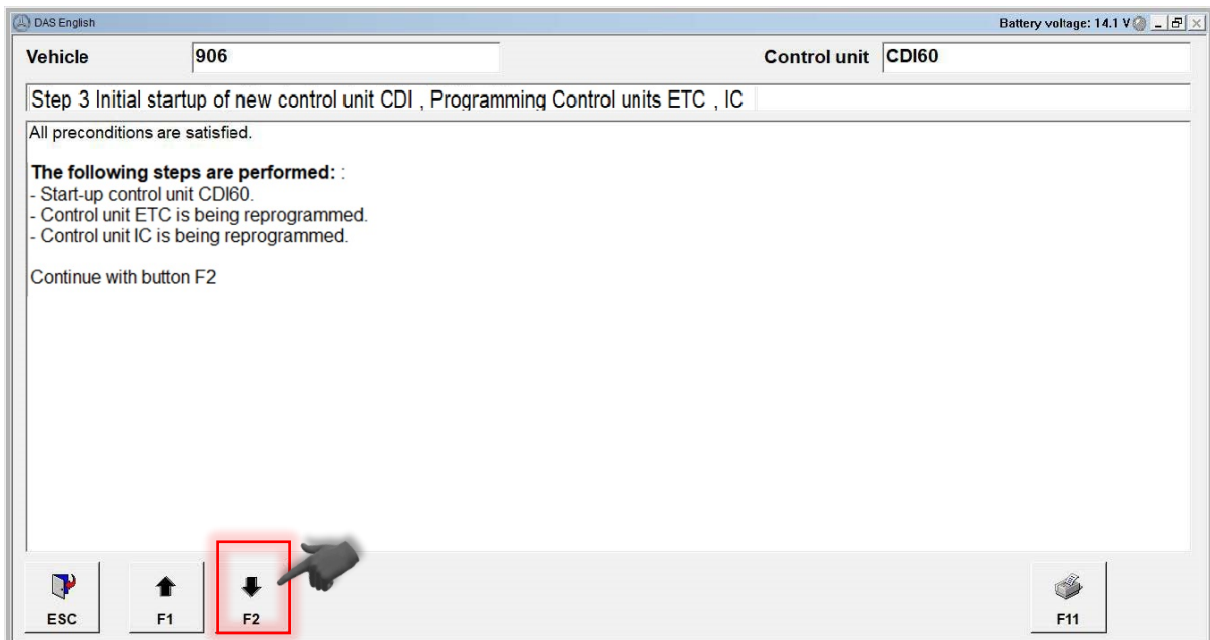 DAS English
Battery voltage: 14.1 V
Vehicle 906 Control unit CDI60
Step 3 Initial startup of new control unit CDI , Programming Control units ETC , IC
All preconditions are satisfied.
The following steps are performed: :
- Start-up control unit CDI60.
- Control unit ETC is being reprogrammed.
- Control unit IC is being reprogrammed.
Continue with button F2
ESC F1 F2 F11